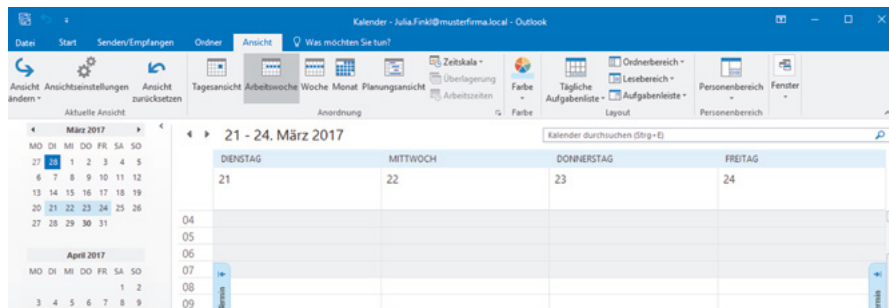 Kalender - Julia.Finkl@musterfirma.local - Outlook
Datei Start Senden/Empfangen Ordner Ansicht Was möchten Sie tun?
Ansicht ändern Ansichtseinstellungen Ansicht zurücksetzen
Aktuelle Ansicht
Tagesansicht Arbeitswoche Woche Monat Planungsansicht
Zeitskala
Überlagerung
Arbeitszeiten
Anordnung
Farbe
Farbe
Tägliche Aufgabenliste
Ordnerbereich
Lesebereich
Aufgabenleiste
Layout
Personenbereich
Personenbereich
Fenster
März 2017
MO DI MI DO FR SA SO
27 28 1 2 3 4 5
6 7 8 9 10 11 12
13 14 15 16 17 18 19
20 21 22 23 24 25 26
27 28 29 30 31
April 2017
MO DI MI DO FR SA SO
1 2
3 4 5 6 7 8 9
21 - 24. März 2017
Kalender durchsuchen (Strg+E)
DIENSTAG MITTWOCH DONNERSTAG FREITAG
21 22 23 24
04
05
06
07
08
09